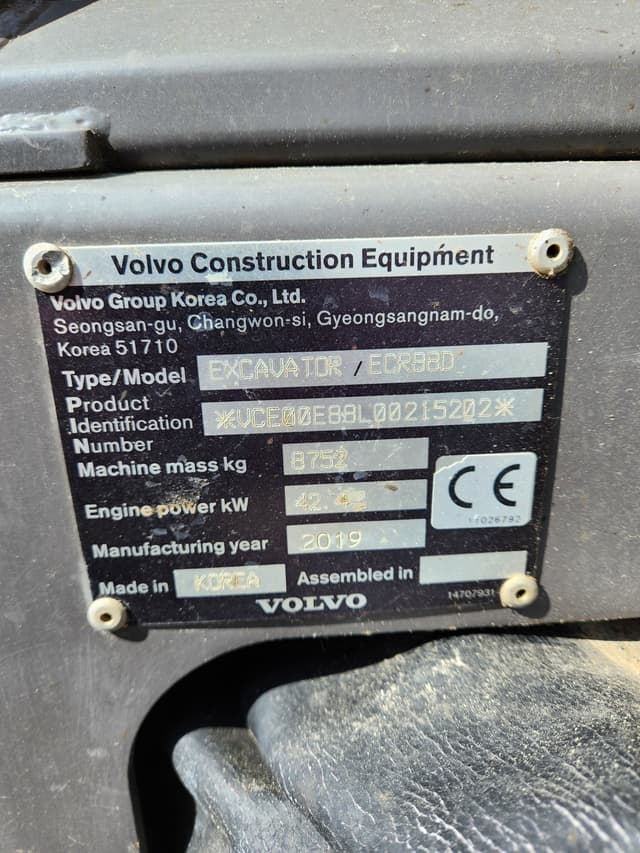 Volvo Construction Equipment
Volvo Group Korea Co., Ltd.
Seongsan-gu, Changwon-si, Gyeongsangnam-do,
Korea 51710
Type/Model EXCAVATOR / ECR88D
Product
Identification *VCE00E88L00215202*
Number
Machine mass kg 8752
Engine power kW
CE
Manufacturing year 2019
Made in KOREA Assembled in
VOLVO 14707931